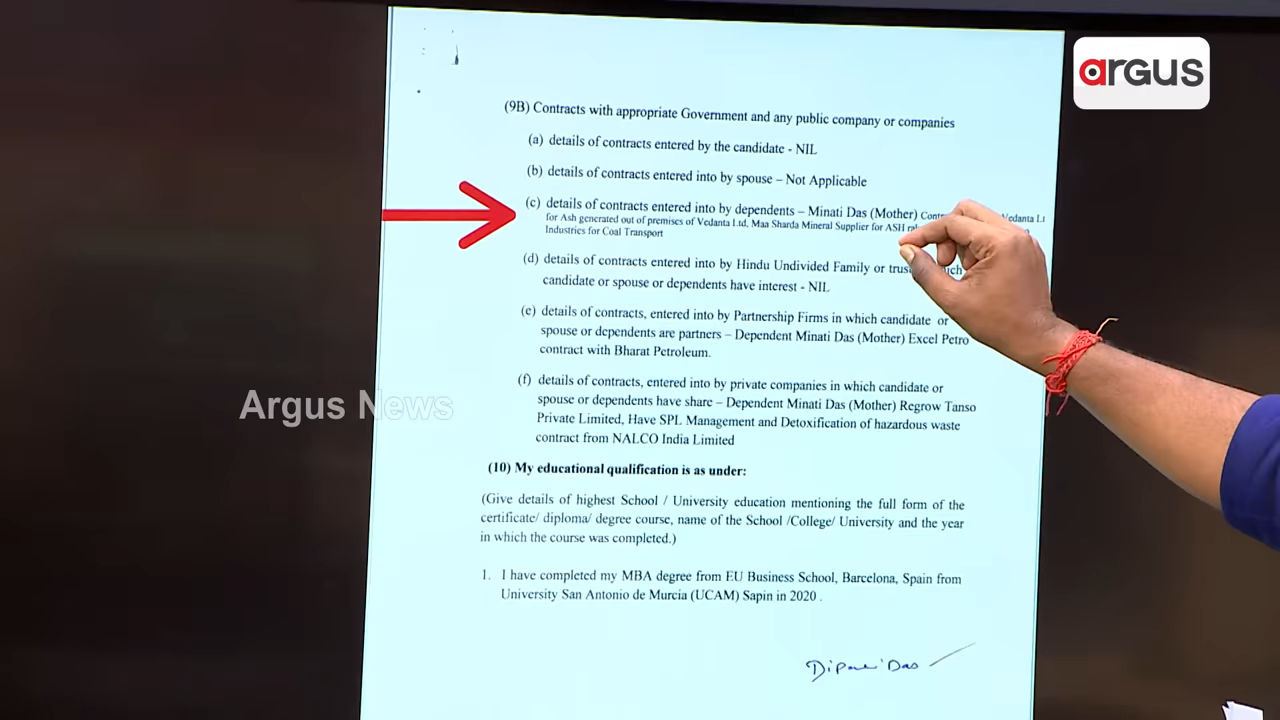 argus
(9B) Contracts with appropriate Government and any public company or companies
(a) details of contracts entered by the candidate - NIL
(b) details of contracts entered into by spouse – Not Applicable
(c) details of contracts entered into by dependents – Minati Das (Mother)
for Ash generated out of premises of Vedanta Ltd, Maa Sharda Mineral Supplier for ASH
Industries for Coal Transport
(d) details of contracts entered into by Hindu Undivided Family or
candidate or spouse or dependents have interest - NIL
(e) details of contracts, entered into by Partnership Firms in which candidate or
spouse or dependents are partners – Dependent Minati Das (Mother) Excel Petro
contract with Bharat Petroleum.
(f) details of contracts, entered into by private companies in which candidate or
spouse or dependents have share – Dependent Minati Das (Mother) Regrow Tanso
Private Limited, Have SPL Management and Detoxification of hazardous waste
contract from NALCO India Limited
Argus News
(10) My educational qualification is as under:
(Give details of highest School / University education mentioning the full form of the
certificate/ diploma/ degree course, name of the School /College/ University and the year
in which the course was completed.)
1. I have completed my MBA degree from EU Business School, Barcelona, Spain from
University San Antonio de Murcia (UCAM) Sapin in 2020 .
Dipali Das